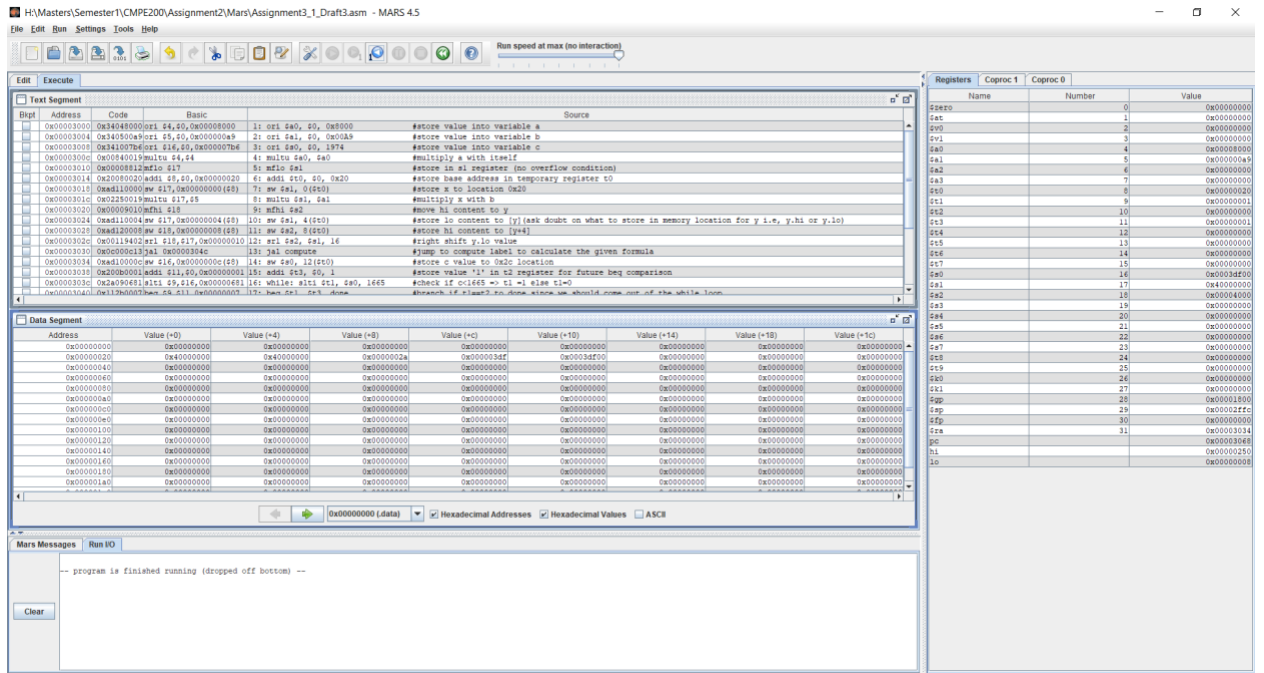 H:\Masters\Semester1\CMPE200\Assignment2\Mars\Assignment3_1_Draft3.asm - MARS 4.5
File Edit Run Settings Tools Help
Run speed at max (no interaction)
Edit Execute
Text Segment
Bkpt Address Code Basic Source
0x00003000 0x34048000 ori $4,$0,0x00008000 1: ori $a0, $0, 0x8000 #store value into variable a
0x00003004 0x340500a9 ori $5,$0,0x000000a9 2: ori $a1, $0, 0x00A9 #store value into variable b
0x00003008 0x341007b6 ori $16,$0,0x000007b6 3: ori $s0, $0, 1974 #store value into variable c
0x0000300c 0x00840019 multu $4,$4 4: multu $a0, $a0 #multiply a with itself
0x00003010 0x00008812 mflo $17 5: mflo $s1 #store in s1 register (no overflow condition)
0x00003014 0x20080020 addi $8,$0,0x00000020 6: addi $t0, $0, 0x20 #store base address in temporary register t0
0x00003018 0xad110000 sw $17,0x00000000($8) 7: sw $s1, 0($t0) #store x to location 0x20
0x0000301c 0x02250019 multu $17,$5 8: multu $s1, $a1 #multiply x with b
0x00003020 0x00009010 mfhi $18 9: mfhi $s2 #move hi content to y
0x00003024 0xad110004 sw $17,0x00000004($8) 10: sw $s1, 4($t0) #store lo content to [y](ask doubt on what to store in memory location for y i.e, y.hi or y.lo)
0x00003028 0xad120008 sw $18,0x00000008($8) 11: sw $s2, 8($t0) #store hi content to [y+4]
0x0000302c 0x00119402 srl $18,$17,0x00000010 12: srl $s2, $s1, 16 #right shift y.lo value
0x00003030 0x0c000c13 jal 0x0000304c 13: jal compute #jump to compute label to calculate the given formula
0x00003034 0xad10000c sw $16,0x0000000c($8) 14: sw $s0, 12($t0) #store c value to 0x2c location
0x00003038 0x200b0001 addi $11,$0,0x00000001 15: addi $t3, $0, 1 #store value '1' in t2 register for future beq comparison
0x0000303c 0x2a090681 slti $9,$16,0x00000681 16: while: slti $t1, $s0, 1665 #check if c<1665 => t1 =1 else t1=0
0x00003040 0x112b0007 beq $9,$11,0x00000007 17: beq $t1, $t3, done #branch if t1==t2 to done since we should come out of the while loop
Data Segment
Address Value (+0) Value (+4) Value (+8) Value (+c) Value (+10) Value (+14) Value (+18) Value (+1c)
0x00000000 0x00000000 0x00000000 0x00000000 0x00000000 0x00000000 0x00000000 0x00000000 0x00000000
0x00000020 0x40000000 0x40000000 0x0000002a 0x000003df 0x0003df00 0x00000000 0x00000000 0x00000000
0x00000040 0x00000000 0x00000000 0x00000000 0x00000000 0x00000000 0x00000000 0x00000000 0x00000000
0x00000060 0x00000000 0x00000000 0x00000000 0x00000000 0x00000000 0x00000000 0x00000000 0x00000000
0x00000080 0x00000000 0x00000000 0x00000000 0x00000000 0x00000000 0x00000000 0x00000000 0x00000000
0x000000a0 0x00000000 0x00000000 0x00000000 0x00000000 0x00000000 0x00000000 0x00000000 0x00000000
0x000000c0 0x00000000 0x00000000 0x00000000 0x00000000 0x00000000 0x00000000 0x00000000 0x00000000
0x000000e0 0x00000000 0x00000000 0x00000000 0x00000000 0x00000000 0x00000000 0x00000000 0x00000000
0x00000100 0x00000000 0x00000000 0x00000000 0x00000000 0x00000000 0x00000000 0x00000000 0x00000000
0x00000120 0x00000000 0x00000000 0x00000000 0x00000000 0x00000000 0x00000000 0x00000000 0x00000000
0x00000140 0x00000000 0x00000000 0x00000000 0x00000000 0x00000000 0x00000000 0x00000000 0x00000000
0x00000160 0x00000000 0x00000000 0x00000000 0x00000000 0x00000000 0x00000000 0x00000000 0x00000000
0x00000180 0x00000000 0x00000000 0x00000000 0x00000000 0x00000000 0x00000000 0x00000000 0x00000000
0x000001a0 0x00000000 0x00000000 0x00000000 0x00000000 0x00000000 0x00000000 0x00000000 0x00000000
0x00000000 (.data) Hexadecimal Addresses Hexadecimal Values ASCII
Mars Messages Run I/O
-- program is finished running (dropped off bottom) --
Clear
Registers Coproc 1 Coproc 0
Name Number Value
$zero 0 0x00000000
$at 1 0x00000000
$v0 2 0x00000000
$v1 3 0x00000000
$a0 4 0x00008000
$a1 5 0x000000a9
$a2 6 0x00000000
$a3 7 0x00000000
$t0 8 0x00000020
$t1 9 0x00000001
$t2 10 0x00000000
$t3 11 0x00000001
$t4 12 0x00000000
$t5 13 0x00000000
$t6 14 0x00000000
$t7 15 0x00000000
$s0 16 0x0003df00
$s1 17 0x40000000
$s2 18 0x00004000
$s3 19 0x00000000
$s4 20 0x00000000
$s5 21 0x00000000
$s6 22 0x00000000
$s7 23 0x00000000
$t8 24 0x00000000
$t9 25 0x00000000
$k0 26 0x00000000
$k1 27 0x00000000
$gp 28 0x00001800
$sp 29 0x00002ffc
$fp 30 0x00000000
$ra 31 0x00003034
pc 0x00003068
hi 0x00000250
lo 0x00000008